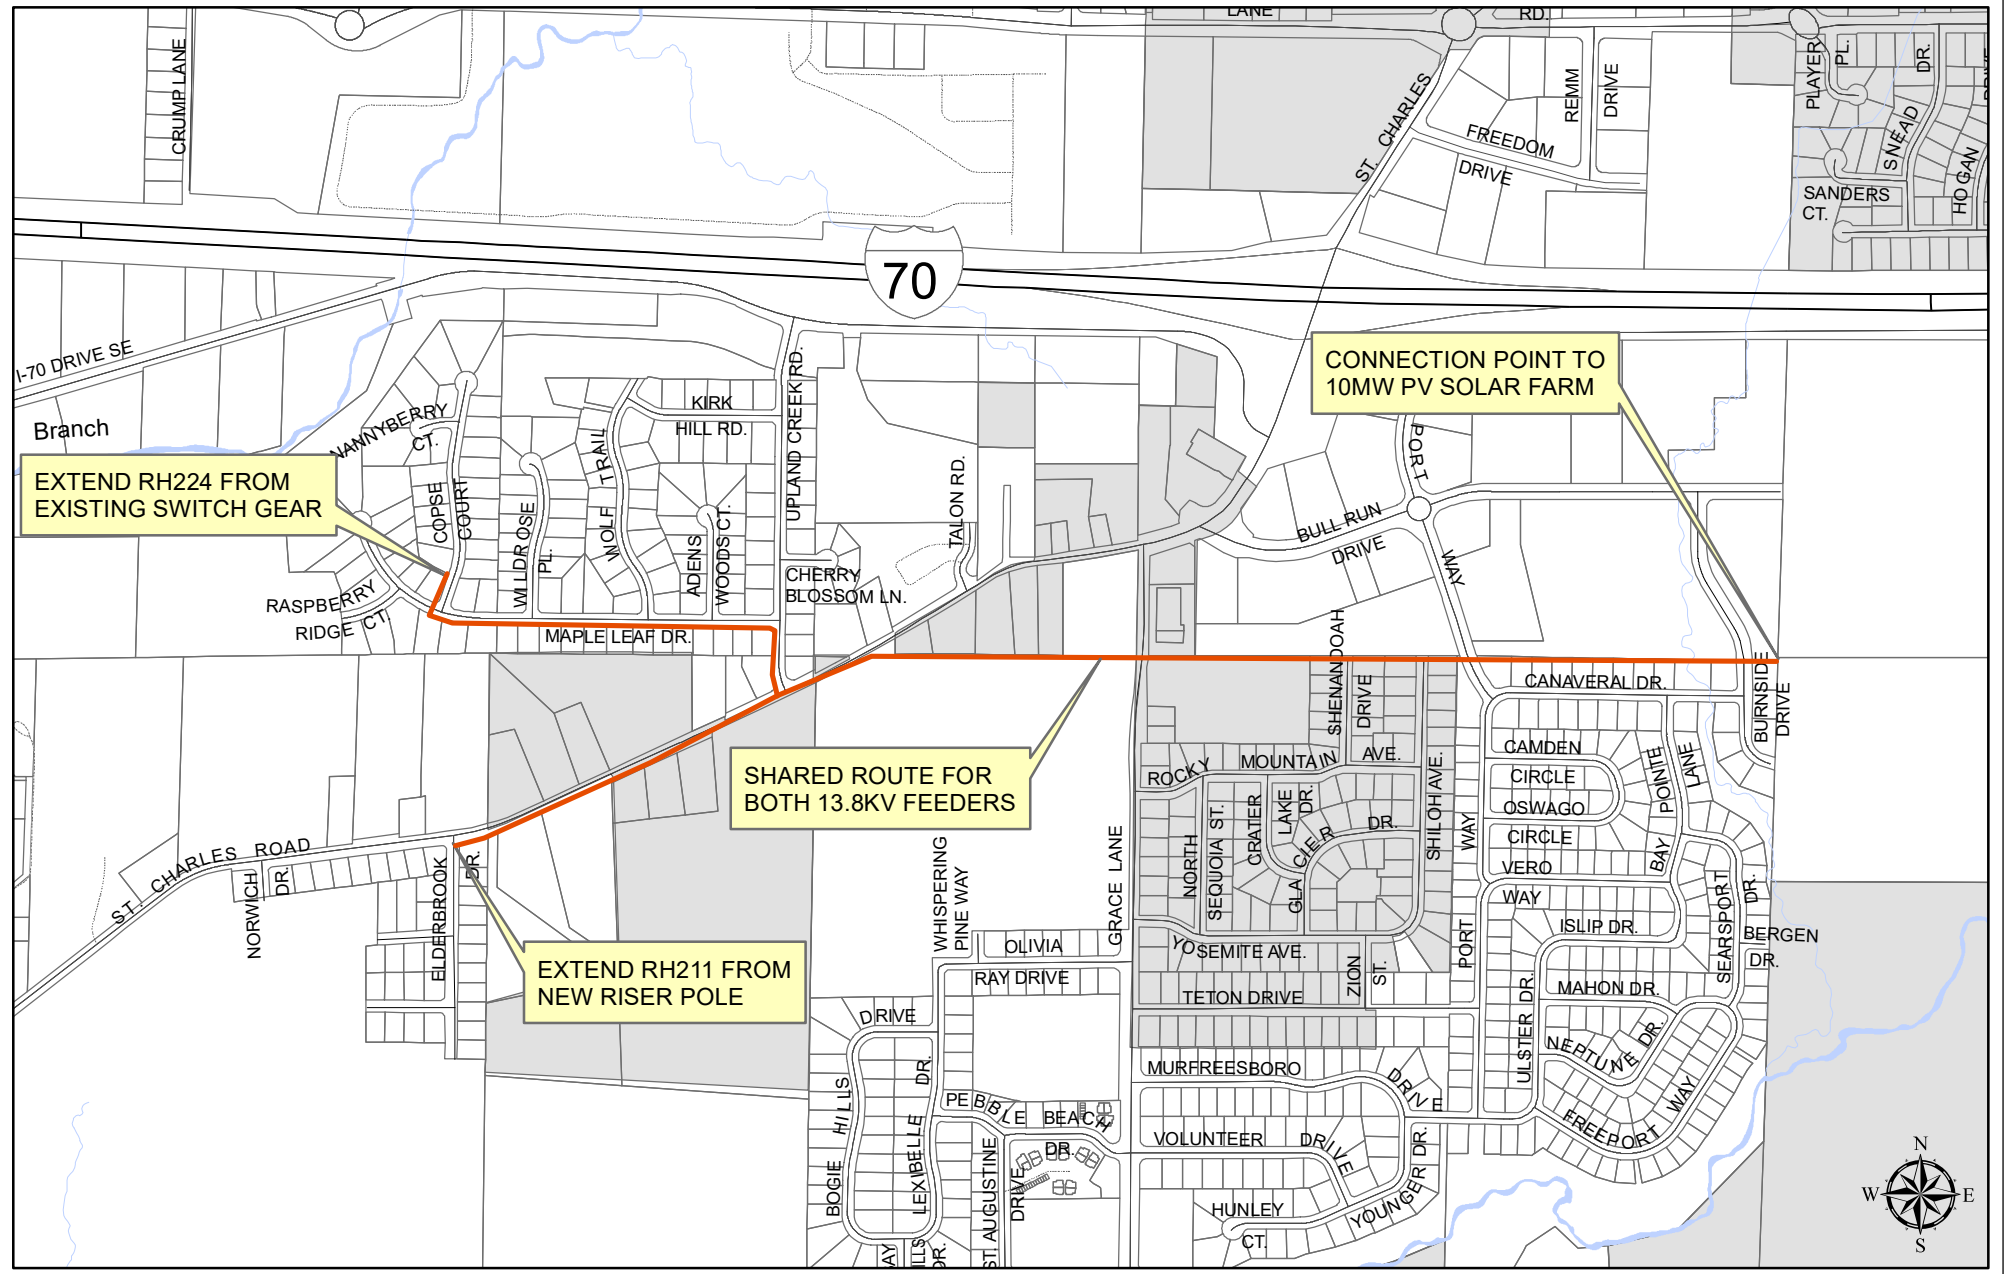 LANE
RD.
CRUMP LANE
ST. CHARLES
REMM
DRIVE
FREEDOM
DRIVE
PLAYER
PL.
DR.
SNEAD
HOGAN
SANDERS
CT.
70
I-70 DRIVE SE
Branch
NANNYBERRY
CT.
KIRK
HILL RD.
UPLAND CREEK RD.
CONNECTION POINT TO
10MW PV SOLAR FARM
EXTEND RH224 FROM
EXISTING SWITCH GEAR
COPSE
COURT
WILDROSE
PL.
WOLF TRAIL
ADENS
WOODS CT.
TALON RD.
PORT
WAY
BULL RUN
DRIVE
CHERRY
BLOSSOM LN.
RASPBERRY
RIDGE CT.
MAPLE LEAF DR.
SHENANDOAH
DRIVE
CANAVERAL DR.
BURNSIDE
DRIVE
SHARED ROUTE FOR
BOTH 13.8KV FEEDERS
ROCKY
MOUNTAIN
AVE.
CAMDEN
CIRCLE
OSWAGO
CIRCLE
BAY POINTE
LANE
NORTH
SEQUOIA ST.
CRATER
LAKE
DR.
GLACIER
DR.
SHILOH AVE.
PORT
WAY
VERO
WAY
ST. CHARLES ROAD
NORWICH
DR.
ELDERBROOK
DR.
WHISPERING
PINE WAY
GRACE LANE
EXTEND RH211 FROM
NEW RISER POLE
OLIVIA
RAY DRIVE
YOSEMITE AVE.
ZION
ST.
TETON DRIVE
ISLIP DR.
SEARSPORT
DR.
BERGEN
DR.
MAHON DR.
ULSTER DR.
NEPTUNE DR.
FREEPORT WAY
DRIVE
BOGIE
HILLS
LEXIBELLE
DR.
MURFREESBORO
DRIVE
PEBBLE BEACH
DR.
ST. AUGUSTINE
DRIVE
VOLUNTEER
DRIVE
YOUNGER DR.
HUNLEY
CT.
DR.
N
W
E
S